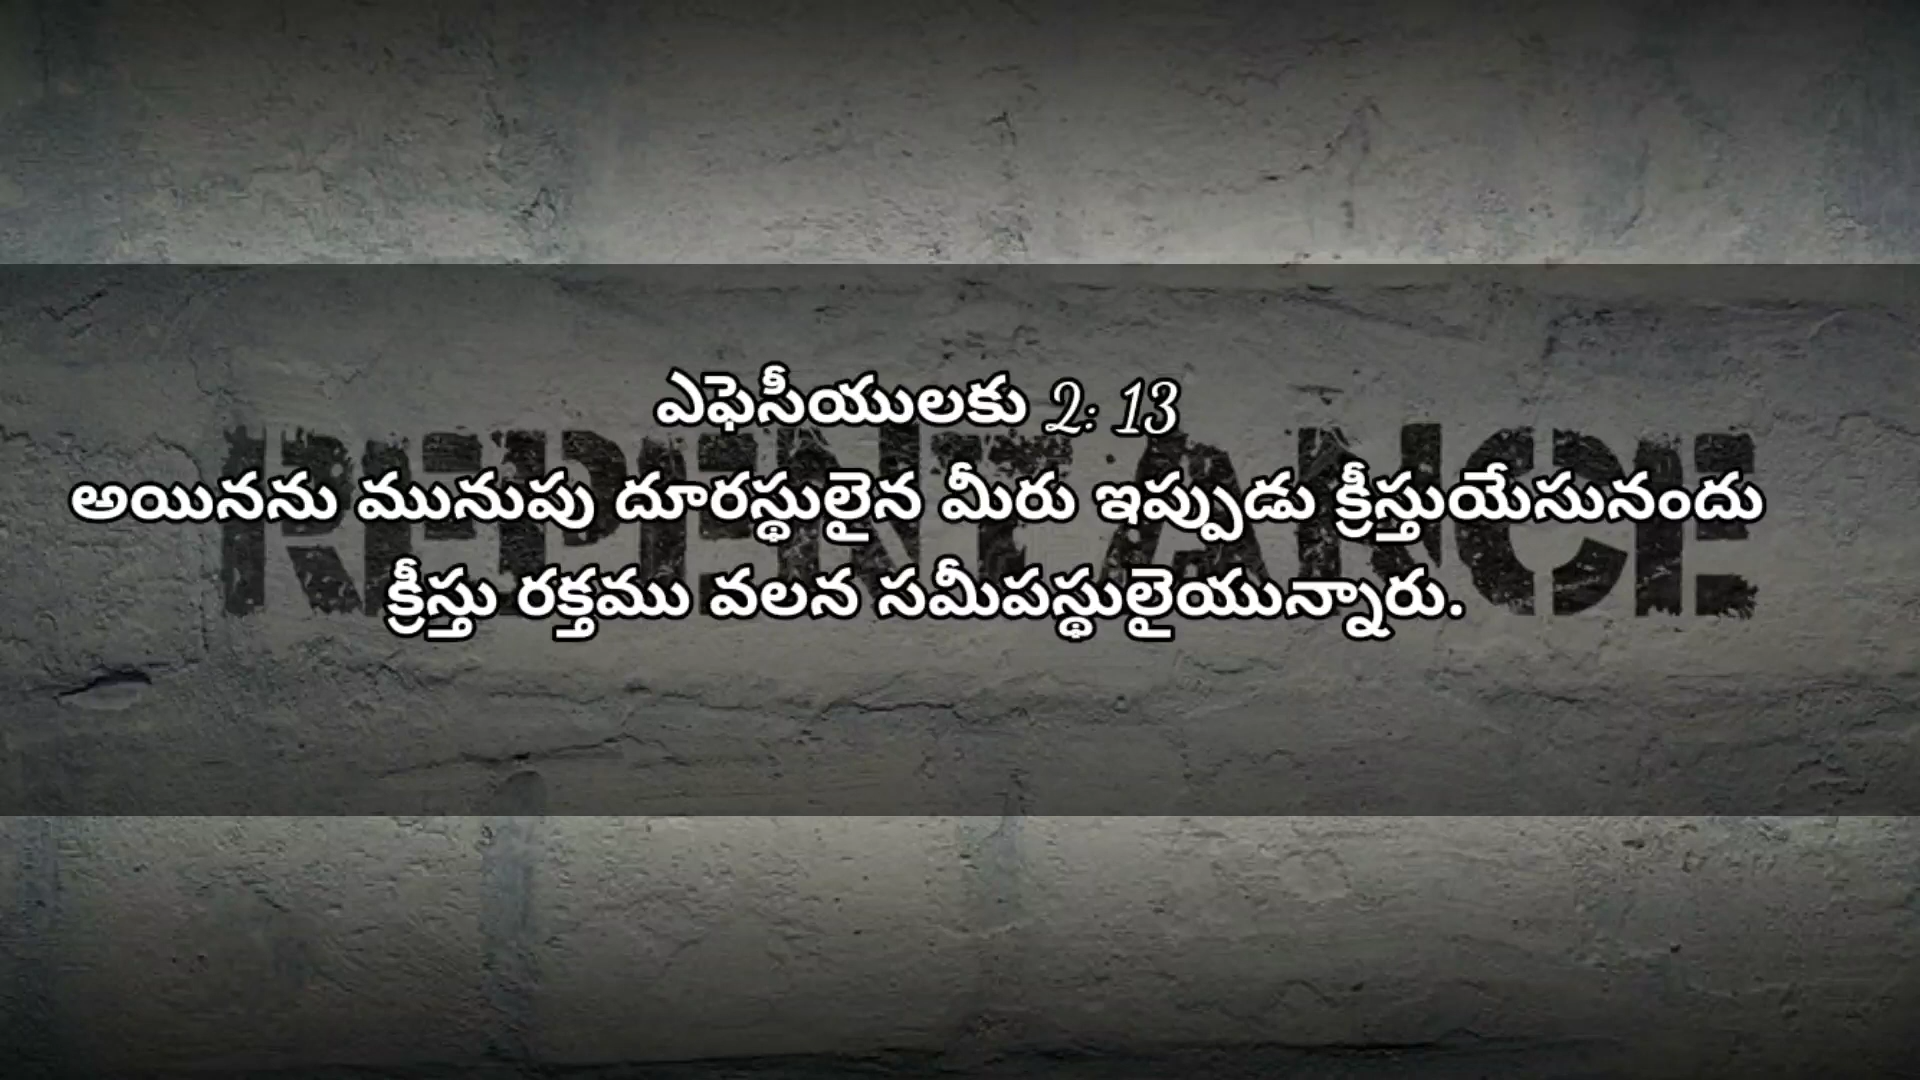 ఎఫెసీయులకు 2: 13
REPENTANCE
అయినను మునుపు దూరస్థులైన మీరు ఇప్పుడు క్రీస్తుయేసునందు
క్రీస్తు రక్తము వలన సమీపస్థులైయున్నారు.